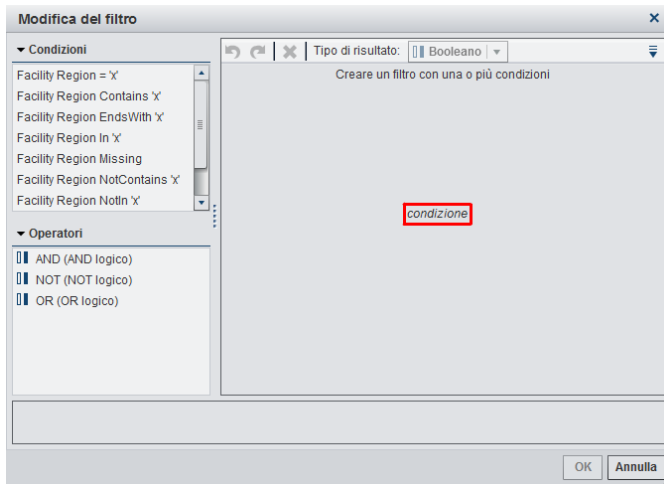 Modifica del filtro
Condizioni
Facility Region = 'x'
Facility Region Contains 'x'
Facility Region EndsWith 'x'
Facility Region In 'x'
Facility Region Missing
Facility Region NotContains 'x'
Facility Region NotIn 'x'
Operatori
AND (AND logico)
NOT (NOT logico)
OR (OR logico)
Tipo di risultato: Booleano
Creare un filtro con una o più condizioni
condizione
OK Annulla